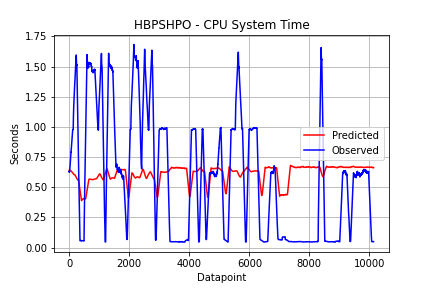 HBPSHPO - CPU System Time
1.75
1.50
1.25
1.00
0.75
0.50
0.25
0.00
Seconds
Predicted
Observed
0 2000 4000 6000 8000 10000
Datapoint